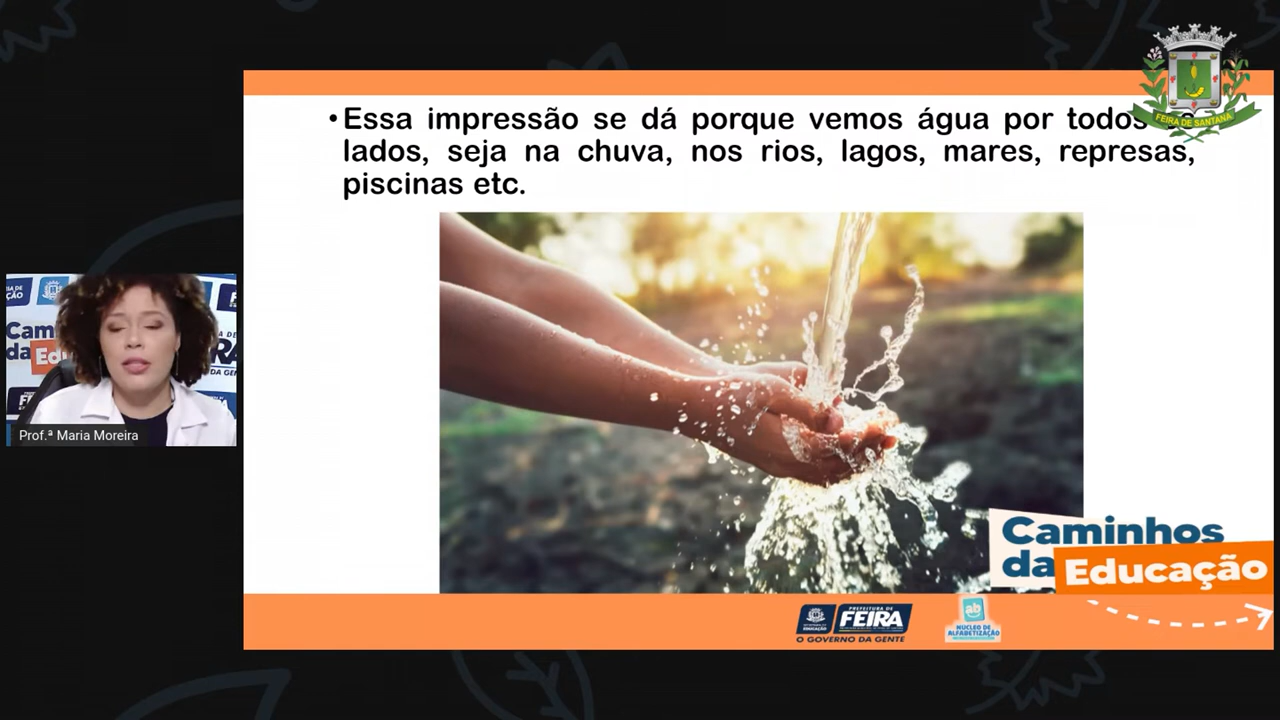 FEIRA DE SANTANA
• Essa impressão se dá porque vemos água por todos
lados, seja na chuva, nos rios, lagos, mares, represas,
piscinas etc.
Prof.ª Maria Moreira
Caminhos
da Educação
EDUCAÇÃO
PREFEITURA DE
FEIRA
O GOVERNO DA GENTE
ab
NÚCLEO DE
ALFABETIZAÇÃO